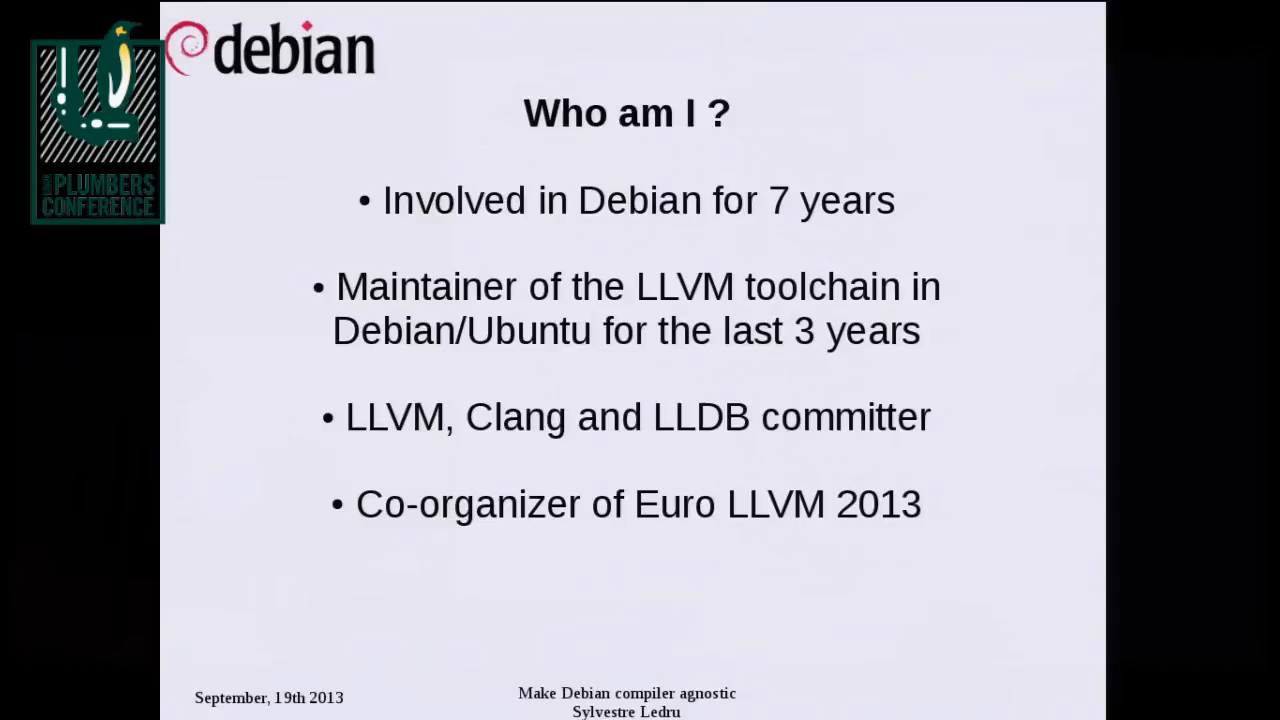 debian
LINUX
PLUMBERS
CONFERENCE
Who am I ?
• Involved in Debian for 7 years
• Maintainer of the LLVM toolchain in
Debian/Ubuntu for the last 3 years
• LLVM, Clang and LLDB committer
• Co-organizer of Euro LLVM 2013
September, 19th 2013
Make Debian compiler agnostic
Sylvestre Ledru